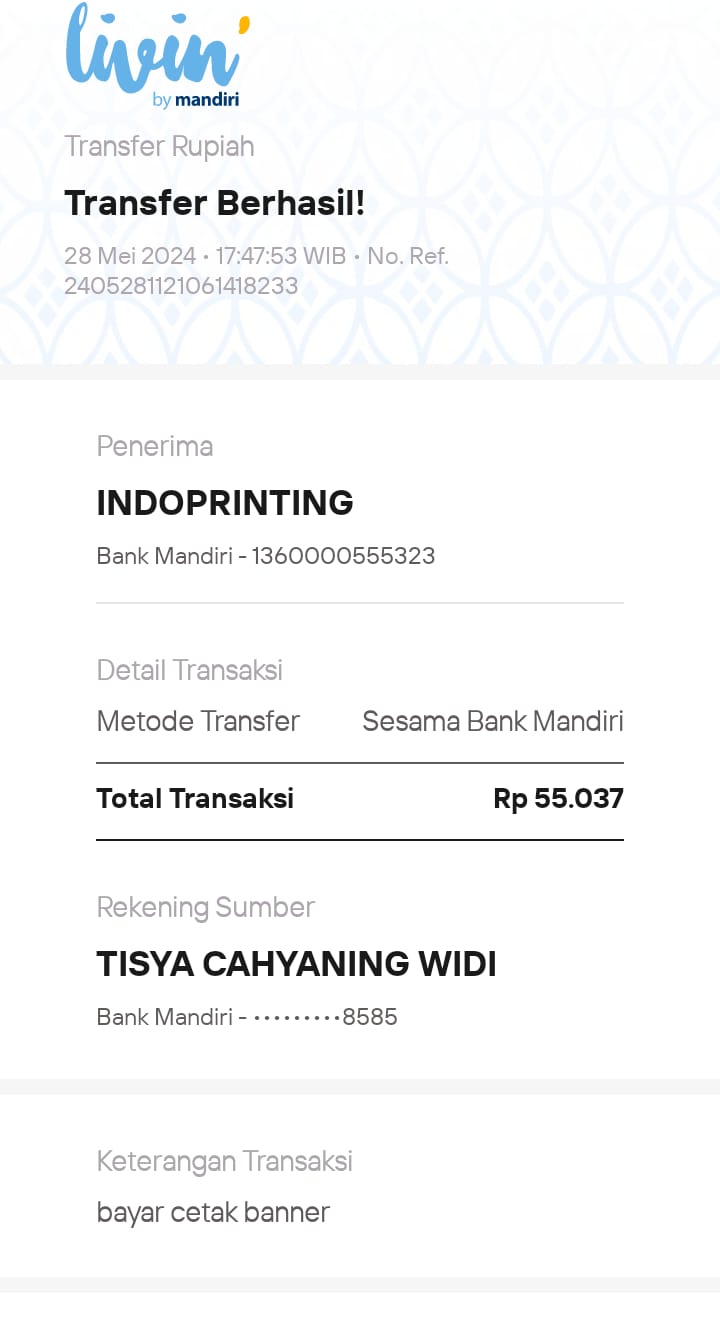 livin'
by mandiri
Transfer Rupiah
Transfer Berhasil!
28 Mei 2024 • 17:47:53 WIB • No. Ref.
2405281121061418233
Penerima
INDOPRINTING
Bank Mandiri - 1360000555323
Detail Transaksi
Metode Transfer Sesama Bank Mandiri
Total Transaksi Rp 55.037
Rekening Sumber
TISYA CAHYANING WIDI
Bank Mandiri - •••••••••8585
Keterangan Transaksi
bayar cetak banner